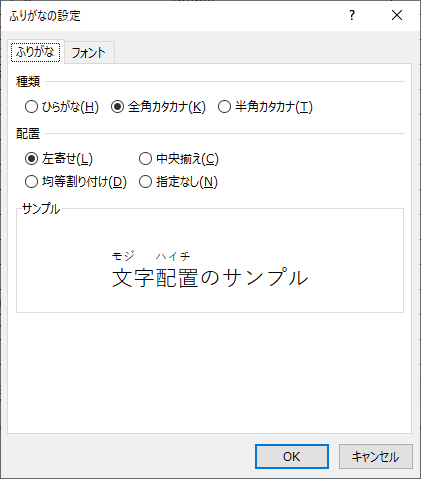 ふりがなの設定 ?
ふりがな フォント
種類
ひらがな(H) 全角カタカナ(K) 半角カタカナ(T)
配置
左寄せ(L) 中央揃え(C)
均等割り付け(D) 指定なし(N)
サンプル
モジ ハイチ
文字配置のサンプル
OK キャンセル